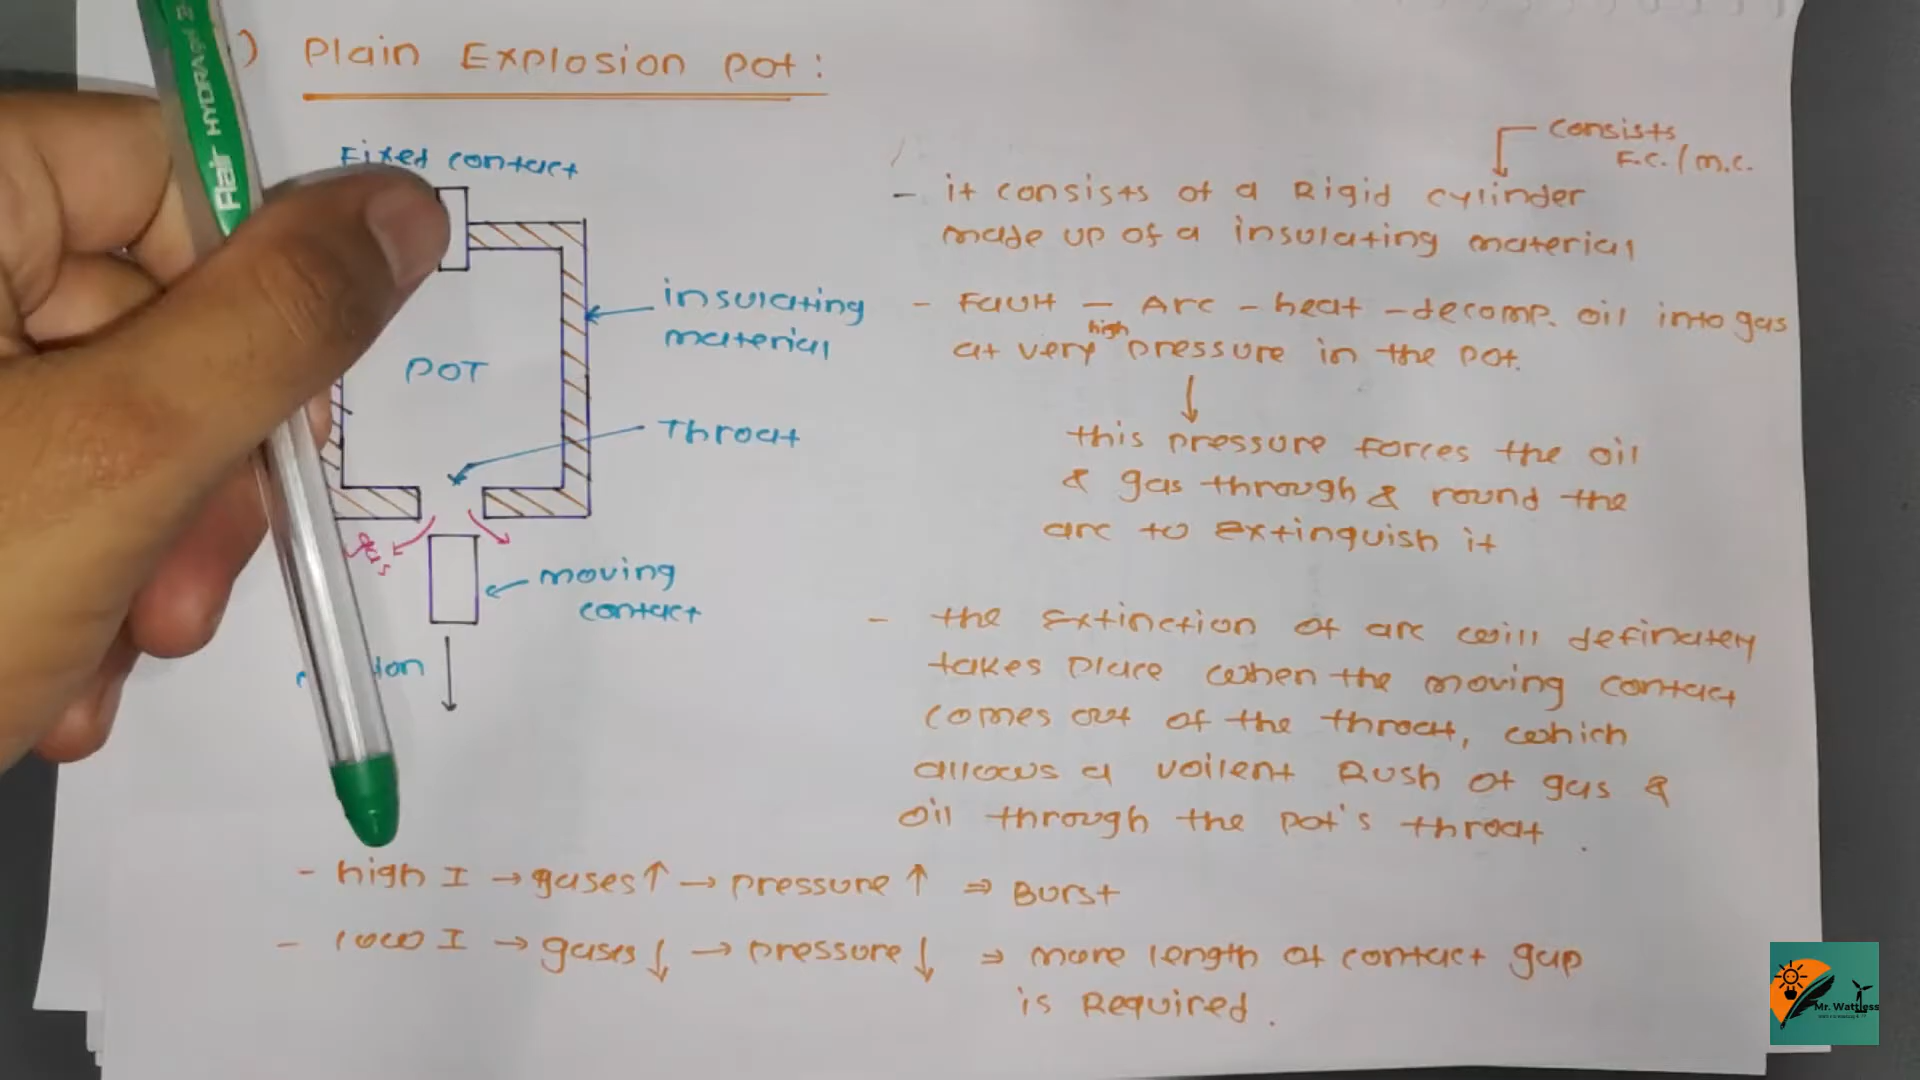 ) Plain Explosion pot:
Fixed contact
insulating
material
POT
Throat
gas
moving
contact
Consists
F.C. / m.c.
- it consists of a Rigid cylinder
made up of a insulating material
- Fault - Arc - heat - decomp. oil into gas
at very high pressure in the pot.
↓
this pressure forces the oil
& gas through & round the
arc to extinguish it
- the Extinction of arc will definately
takes place when the moving contact
comes out of the throat, which
allows a voilent Rush of gas &
oil through the pot's throat.
- high I → gases↑ → pressure↑ ⇒ Burst
- low I → gases↓ → pressure↓ ⇒ more length of contact gap
is Required.
Flair HYDRA
Mr. Wattless